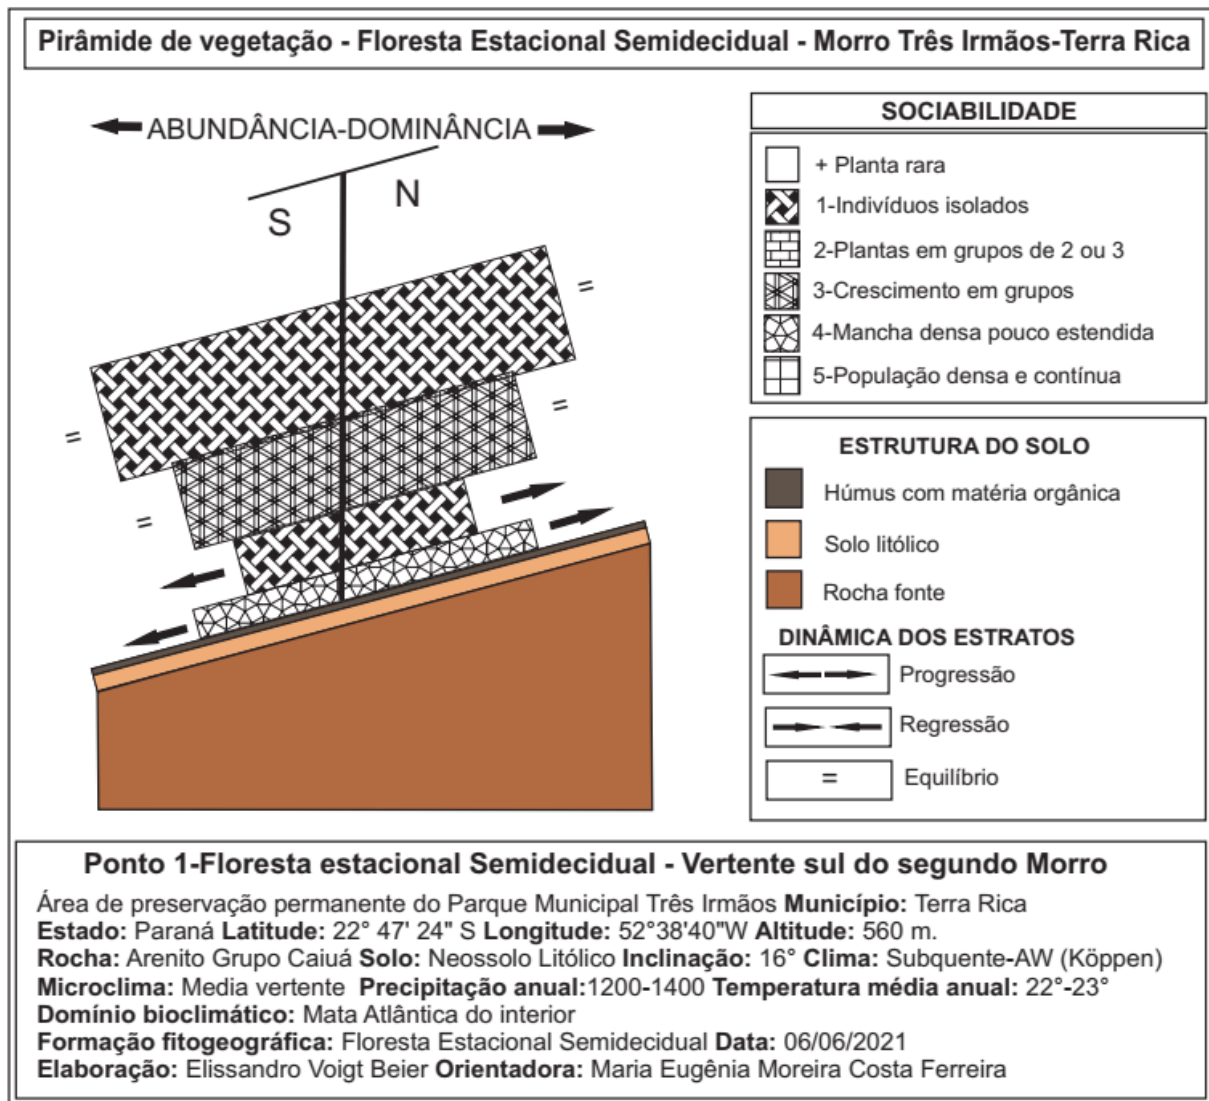 Pirâmide de vegetação - Floresta Estacional Semidecidual - Morro Três Irmãos-Terra Rica
ABUNDÂNCIA-DOMINÂNCIA
S
N
=
=
=
=
SOCIABILIDADE
+ Planta rara
1-Indivíduos isolados
2-Plantas em grupos de 2 ou 3
3-Crescimento em grupos
4-Mancha densa pouco estendida
5-População densa e contínua
ESTRUTURA DO SOLO
Húmus com matéria orgânica
Solo litólico
Rocha fonte
DINÂMICA DOS ESTRATOS
Progressão
Regressão
= Equilíbrio
Ponto 1-Floresta estacional Semidecidual - Vertente sul do segundo Morro
Área de preservação permanente do Parque Municipal Três Irmãos Município: Terra Rica
Estado: Paraná Latitude: 22° 47' 24" S Longitude: 52°38'40"W Altitude: 560 m.
Rocha: Arenito Grupo Caiuá Solo: Neossolo Litólico Inclinação: 16° Clima: Subquente-AW (Köppen)
Microclima: Media vertente Precipitação anual:1200-1400 Temperatura média anual: 22°-23°
Domínio bioclimático: Mata Atlântica do interior
Formação fitogeográfica: Floresta Estacional Semidecidual Data: 06/06/2021
Elaboração: Elissandro Voigt Beier Orientadora: Maria Eugênia Moreira Costa Ferreira